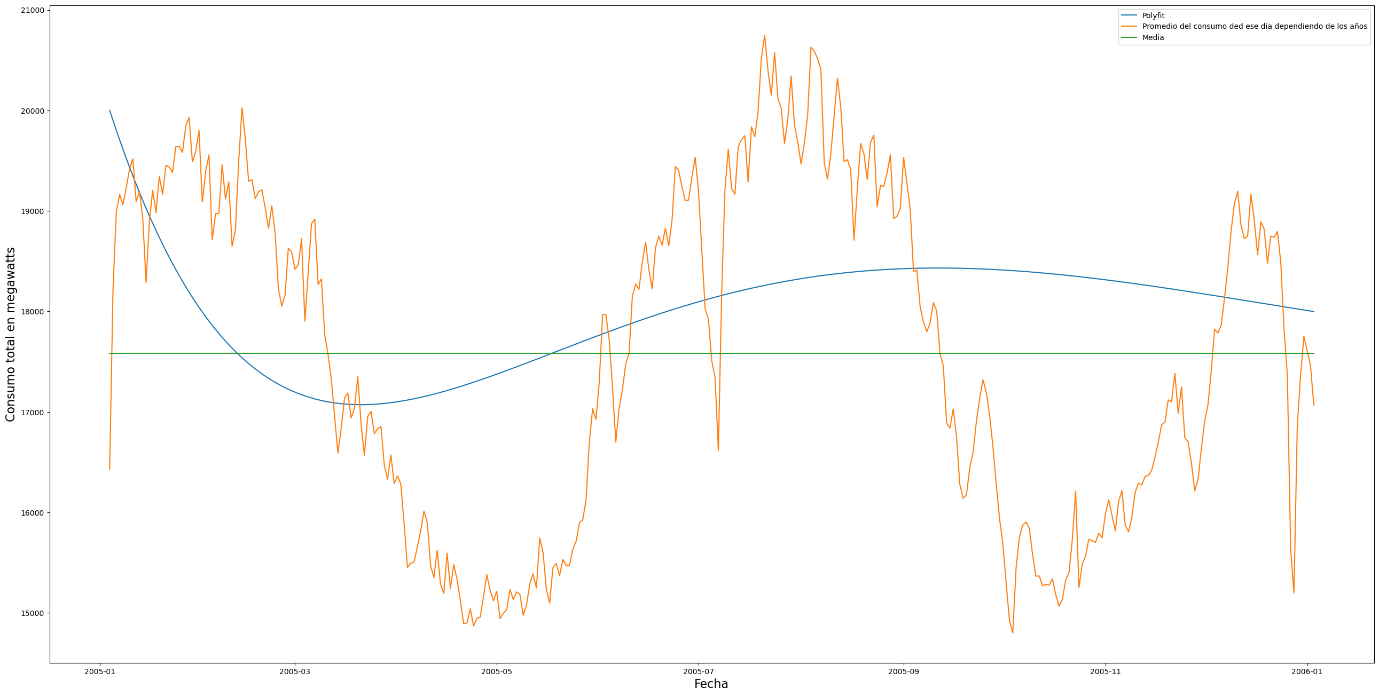 21000
20000
19000
18000
17000
16000
15000
Consumo total en megawatts
Polyfit
Promedio del consumo ded ese dia dependiendo de los años
Media
2005-01
2005-03
2005-05
2005-07
2005-09
2005-11
2006-01
Fecha